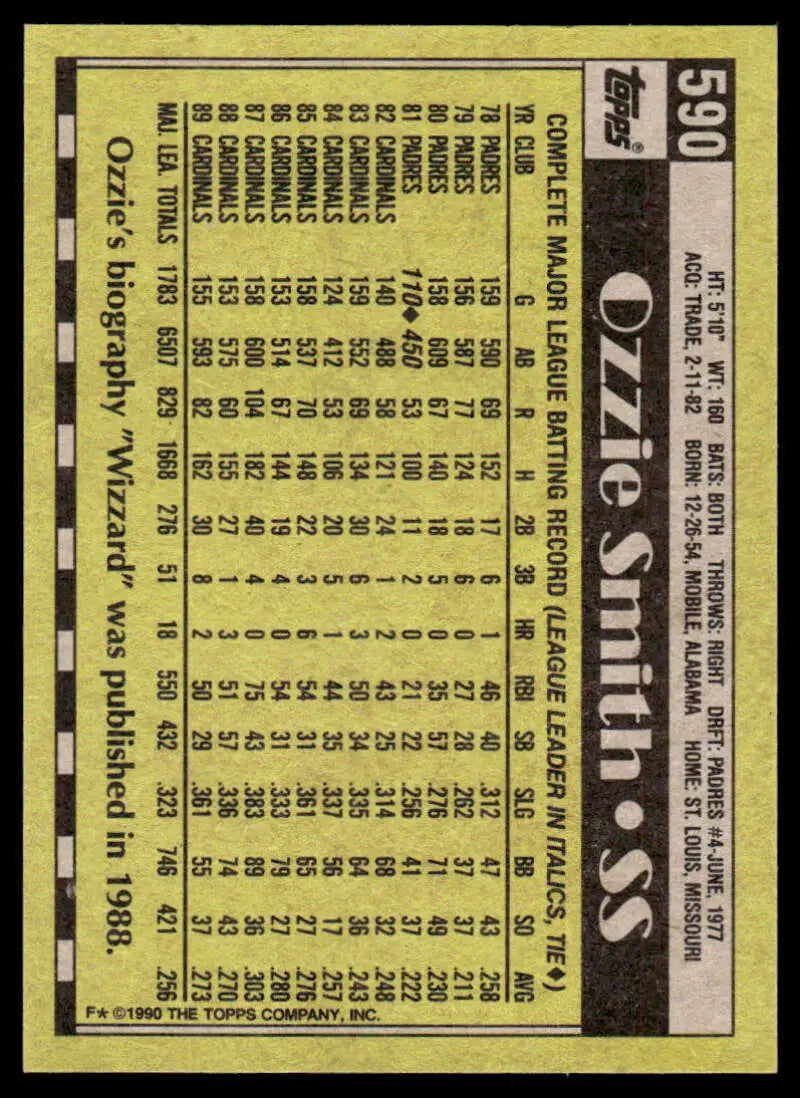 590
topps®
HT: 5'10" WT: 160 BATS: BOTH THROWS: RIGHT DRFT: PADRES #4-JUNE, 1977
ACQ: TRADE, 2-11-82 BORN: 12-26-54, MOBILE, ALABAMA HOME: ST. LOUIS, MISSOURI
Ozzie Smith • SS
COMPLETE MAJOR LEAGUE BATTING RECORD (LEAGUE LEADER IN ITALICS, TIE♦)
YR CLUB G AB R H 2B 3B HR RBI SB SLG BB SO AVG
78 PADRES 159 590 69 152 17 6 1 46 40 .312 47 43 .258
79 PADRES 156 587 77 124 18 6 0 27 28 .262 37 37 .211
80 PADRES 158 609 67 140 18 5 0 35 57 .276 71 49 .230
81 PADRES 110♦ 450 53 100 11 2 0 21 22 .256 41 37 .222
82 CARDINALS 140 488 58 121 24 1 2 43 25 .314 68 32 .248
83 CARDINALS 159 552 69 134 30 6 3 50 34 .335 64 36 .243
84 CARDINALS 124 412 53 106 20 5 1 44 35 .337 56 17 .257
85 CARDINALS 158 537 70 148 22 3 6 54 31 .361 65 27 .276
86 CARDINALS 153 514 67 144 19 4 0 54 31 .333 79 27 .280
87 CARDINALS 158 600 104 182 40 4 0 75 43 .383 89 36 .303
88 CARDINALS 153 575 60 155 27 1 3 51 57 .336 74 43 .270
89 CARDINALS 155 593 82 162 30 8 2 50 29 .361 55 37 .273
MAJ. LEA. TOTALS 1783 6507 829 1668 276 51 18 550 432 .323 746 421 .256
Ozzie's biography "Wizzard" was published in 1988.
F* ©1990 THE TOPPS COMPANY, INC.